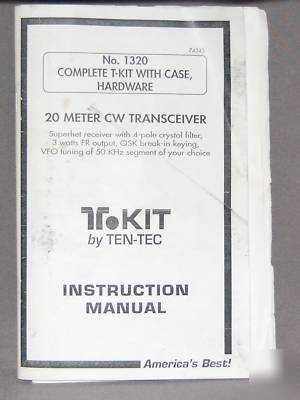 74343
No. 1320
COMPLETE T-KIT WITH CASE,
HARDWARE
20 METER CW TRANSCEIVER
Superhet receiver with 4-pole crystal filter,
3 watts FR output, QSK break-in keying,
VFO tuning of 50 KHz segment of your choice
T-KIT
by TEN-TEC
INSTRUCTION
MANUAL
America's Best!